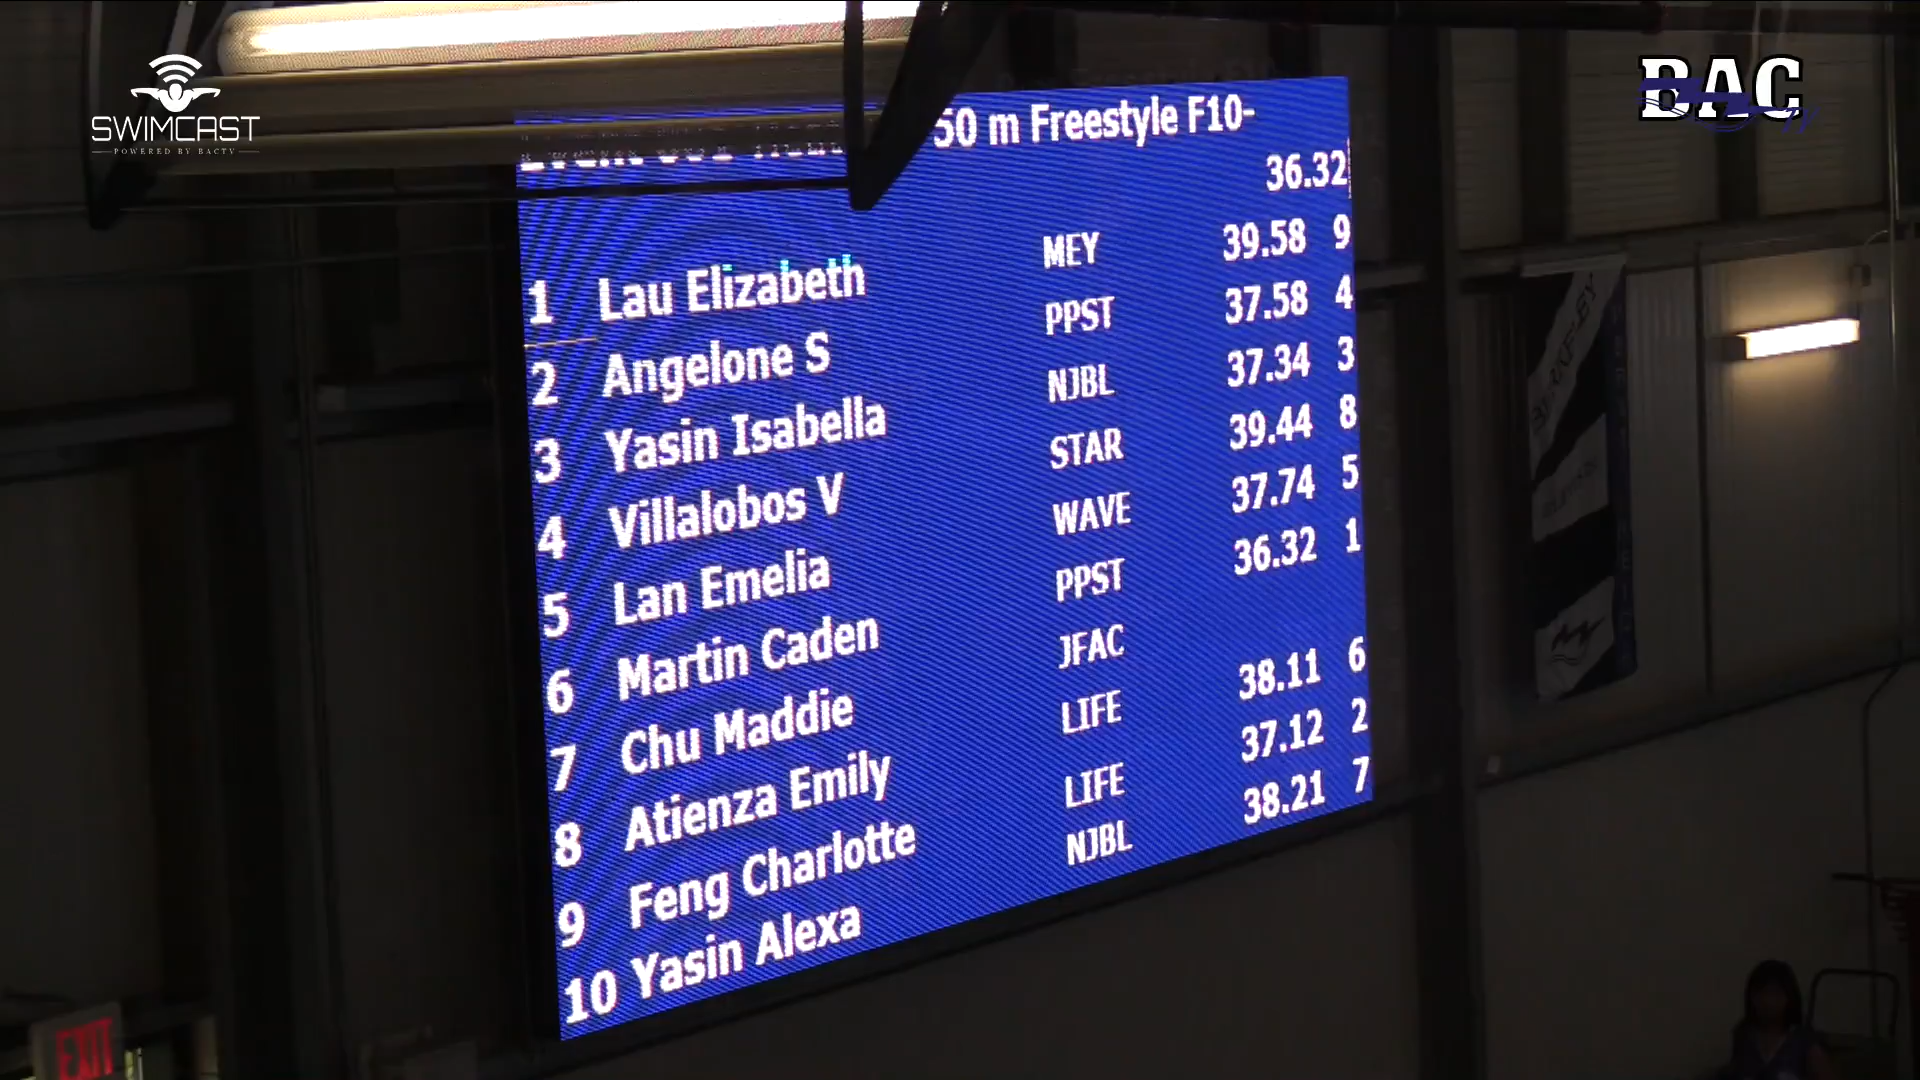 SWIMCAST
POWERED BY BACTV
BAC
50 m Freestyle F10-
36.32
1 Lau Elizabeth MEY 39.58 9
2 Angelone S PPST 37.58 4
3 Yasin Isabella NJBL 37.34 3
4 Villalobos V STAR 39.44 8
5 Lan Emelia WAVE 37.74 5
6 Martin Caden PPST 36.32 1
7 Chu Maddie JFAC
8 Atienza Emily LIFE 38.11 6
9 Feng Charlotte LIFE 37.12 2
10 Yasin Alexa NJBL 38.21 7
EXIT